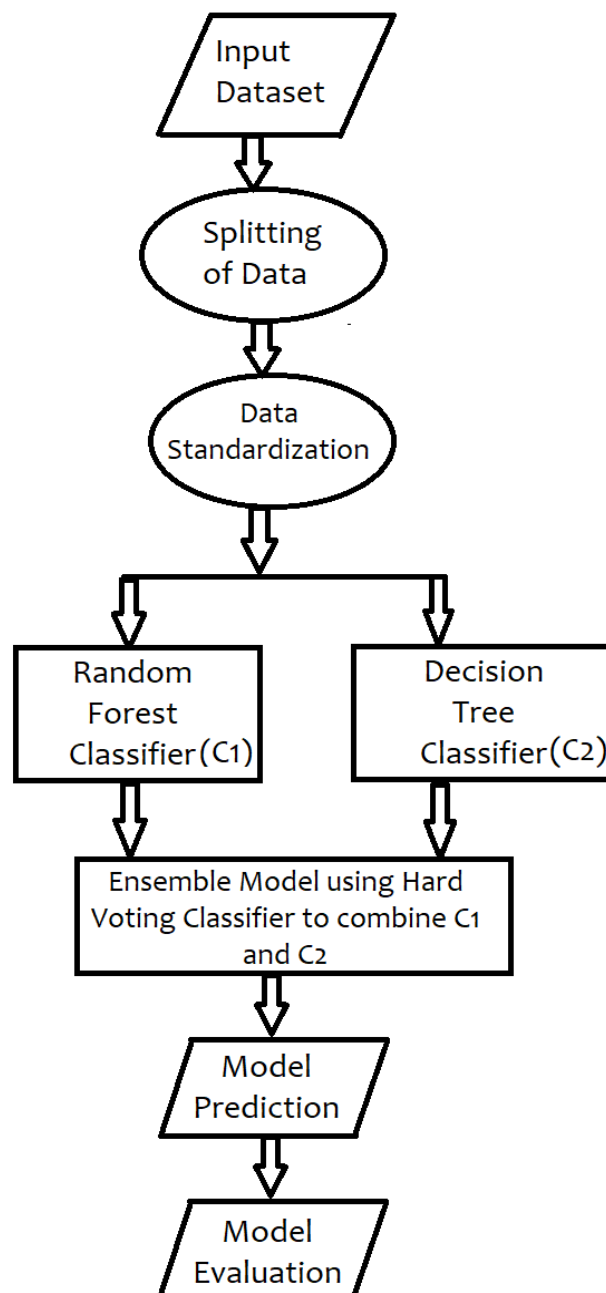 Input
Dataset
Splitting
of Data
Data
Standardization
Random
Forest
Classifier(C1)
Decision
Tree
Classifier(C2)
Ensemble Model using Hard
Voting Classifier to combine C1
and C2
Model
Prediction
Model
Evaluation